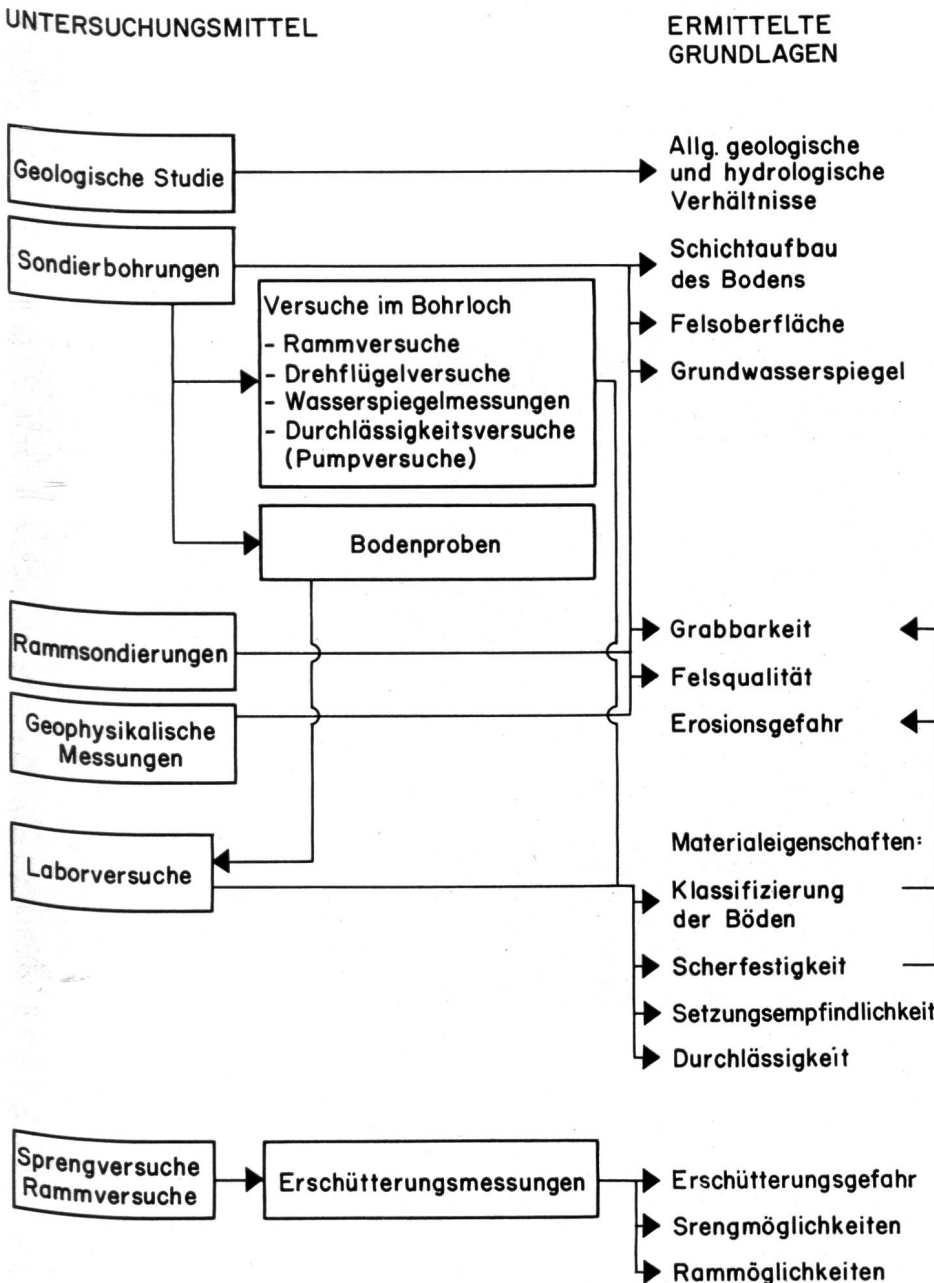 UNTERSUCHUNGSMITTEL
ERMITTELTE
GRUNDLAGEN
Geologische Studie
Allg. geologische
und hydrologische
Verhältnisse
Sondierbohrungen
Schichtaufbau
des Bodens
Versuche im Bohrloch
- Rammversuche
- Drehflügelversuche
- Wasserspiegelmessungen
- Durchlässigkeitsversuche
(Pumpversuche)
Felsoberfläche
Grundwasserspiegel
Bodenproben
Rammsondierungen
Grabbarkeit
Felsqualität
Geophysikalische
Messungen
Erosionsgefahr
Laborversuche
Materialeigenschaften:
Klassifizierung
der Böden
Scherfestigkeit
Setzungsempfindlichkeit
Durchlässigkeit
Sprengversuche
Rammversuche
Erschütterungsmessungen
Erschütterungsgefahr
Srengmöglichkeiten
Rammöglichkeiten